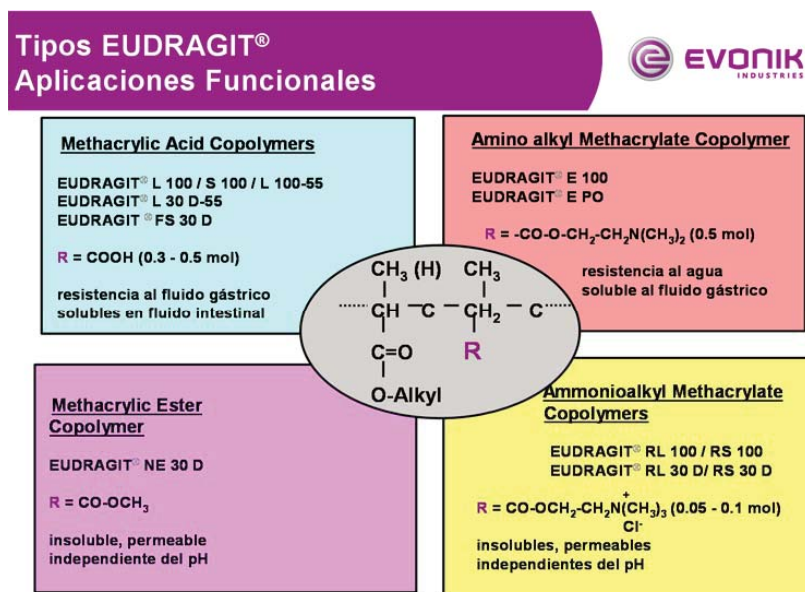 Tipos EUDRAGIT®
Aplicaciones Funcionales
EVONIK
INDUSTRIES
Methacrylic Acid Copolymers
EUDRAGIT® L 100 / S 100 / L 100-55
EUDRAGIT® L 30 D-55
EUDRAGIT ® FS 30 D
R = COOH (0.3 - 0.5 mol)
resistencia al fluido gástrico
solubles en fluido intestinal
Amino alkyl Methacrylate Copolymer
EUDRAGIT® E 100
EUDRAGIT® E PO
R = -CO-O-CH₂-CH₂N(CH₃)₂ (0.5 mol)
resistencia al agua
soluble al fluido gástrico
CH₃ (H) CH₃
CH — C — CH₂ — C
C=O R
O-Alkyl
Methacrylic Ester
Copolymer
EUDRAGIT® NE 30 D
R = CO-OCH₃
insoluble, permeable
independiente del pH
Ammonioalkyl Methacrylate
Copolymers
EUDRAGIT® RL 100 / RS 100
EUDRAGIT® RL 30 D/ RS 30 D
+
R = CO-OCH₂-CH₂N(CH₃)₃ (0.05 - 0.1 mol)
Cl⁻
insolubles, permeables
independientes del pH